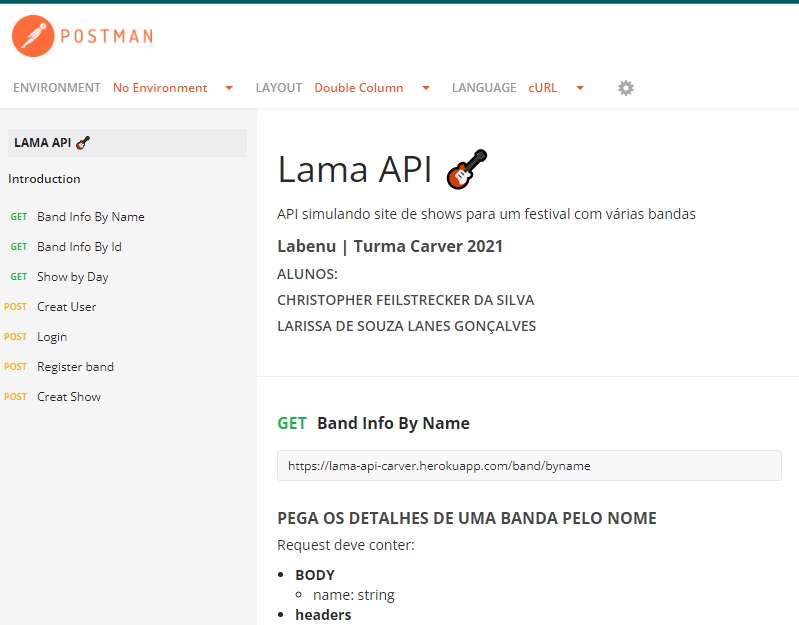 POSTMAN
ENVIRONMENT No Environment LAYOUT Double Column LANGUAGE cURL
LAMA API
Introduction
GET Band Info By Name
GET Band Info By Id
GET Show by Day
POST Creat User
POST Login
POST Register band
POST Creat Show
Lama API
API simulando site de shows para um festival com várias bandas
Labenu | Turma Carver 2021
ALUNOS:
CHRISTOPHER FEILSTRECKER DA SILVA
LARISSA DE SOUZA LANES GONÇALVES
GET Band Info By Name
https://lama-api-carver.herokuapp.com/band/byname
PEGA OS DETALHES DE UMA BANDA PELO NOME
Request deve conter:
BODY
name: string
headers